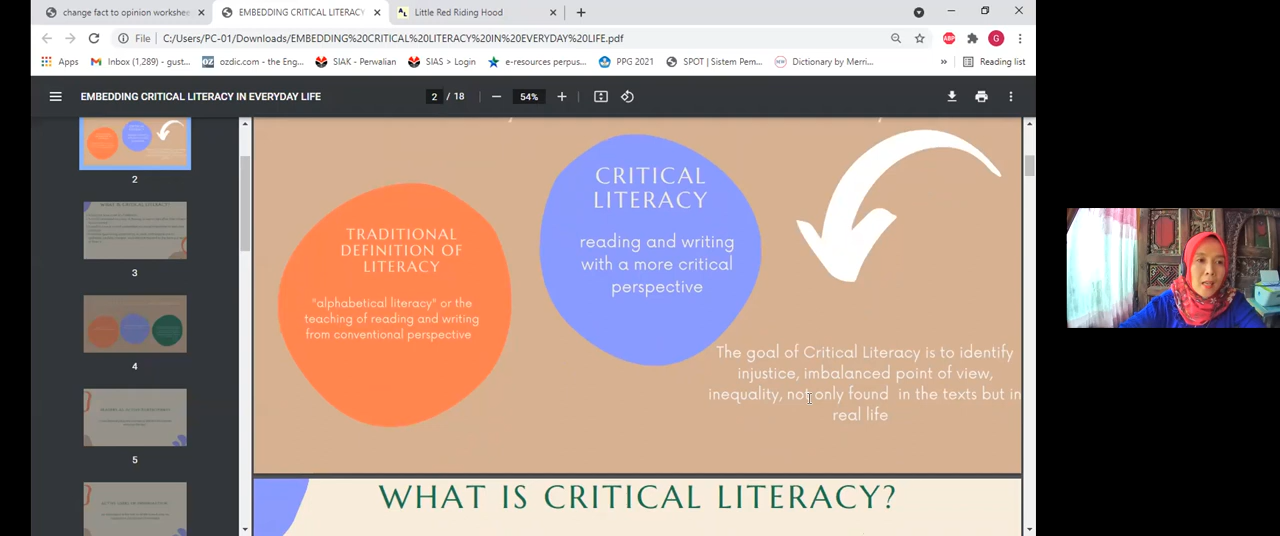 change fact to opinion workshee
EMBEDDING CRITICAL LITERACY
Little Red Riding Hood
File
C:/Users/PC-01/Downloads/EMBEDDING%20CRITICAL%20LITERACY%20IN%20EVERYDAY%20LIFE.pdf
ABP
G
Apps
Inbox (1,289) - gust...
OZ
ozdic.com - the Eng...
SIAK - Perwalian
SIAS > Login
e-resources perpus...
PPG 2021
SPOT | Sistem Pem...
Dictionary by Merri...
»
Reading list
EMBEDDING CRITICAL LITERACY IN EVERYDAY LIFE
2 / 18
54%
2
3
4
5
TRADITIONAL
DEFINITION OF
LITERACY
"alphabetical literacy" or the
teaching of reading and writing
from conventional perspective
CRITICAL
LITERACY
reading and writing
with a more critical
perspective
The goal of Critical Literacy is to identify
injustice, imbalanced point of view,
inequality, not only found in the texts but in
real life
WHAT IS CRITICAL LITERACY?